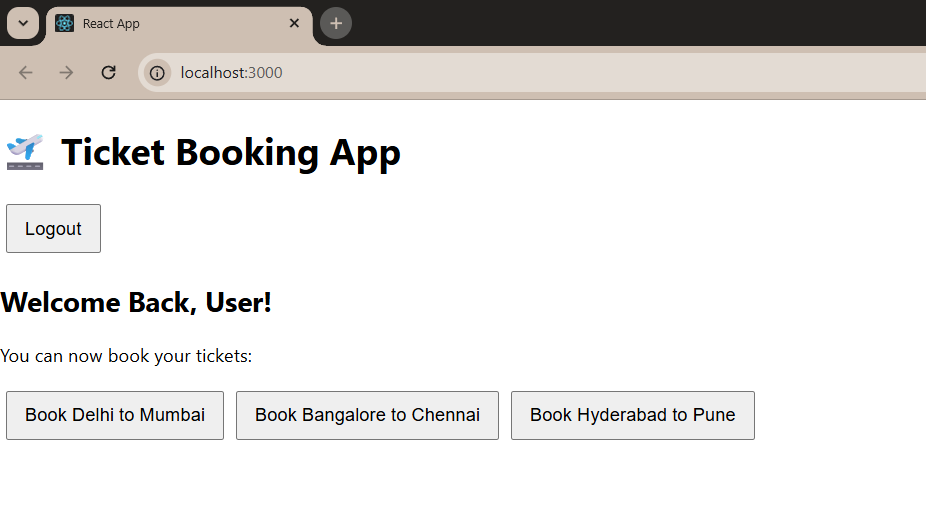 React App
localhost:3000
Ticket Booking App
Logout
Welcome Back, User!
You can now book your tickets:
Book Delhi to Mumbai Book Bangalore to Chennai Book Hyderabad to Pune